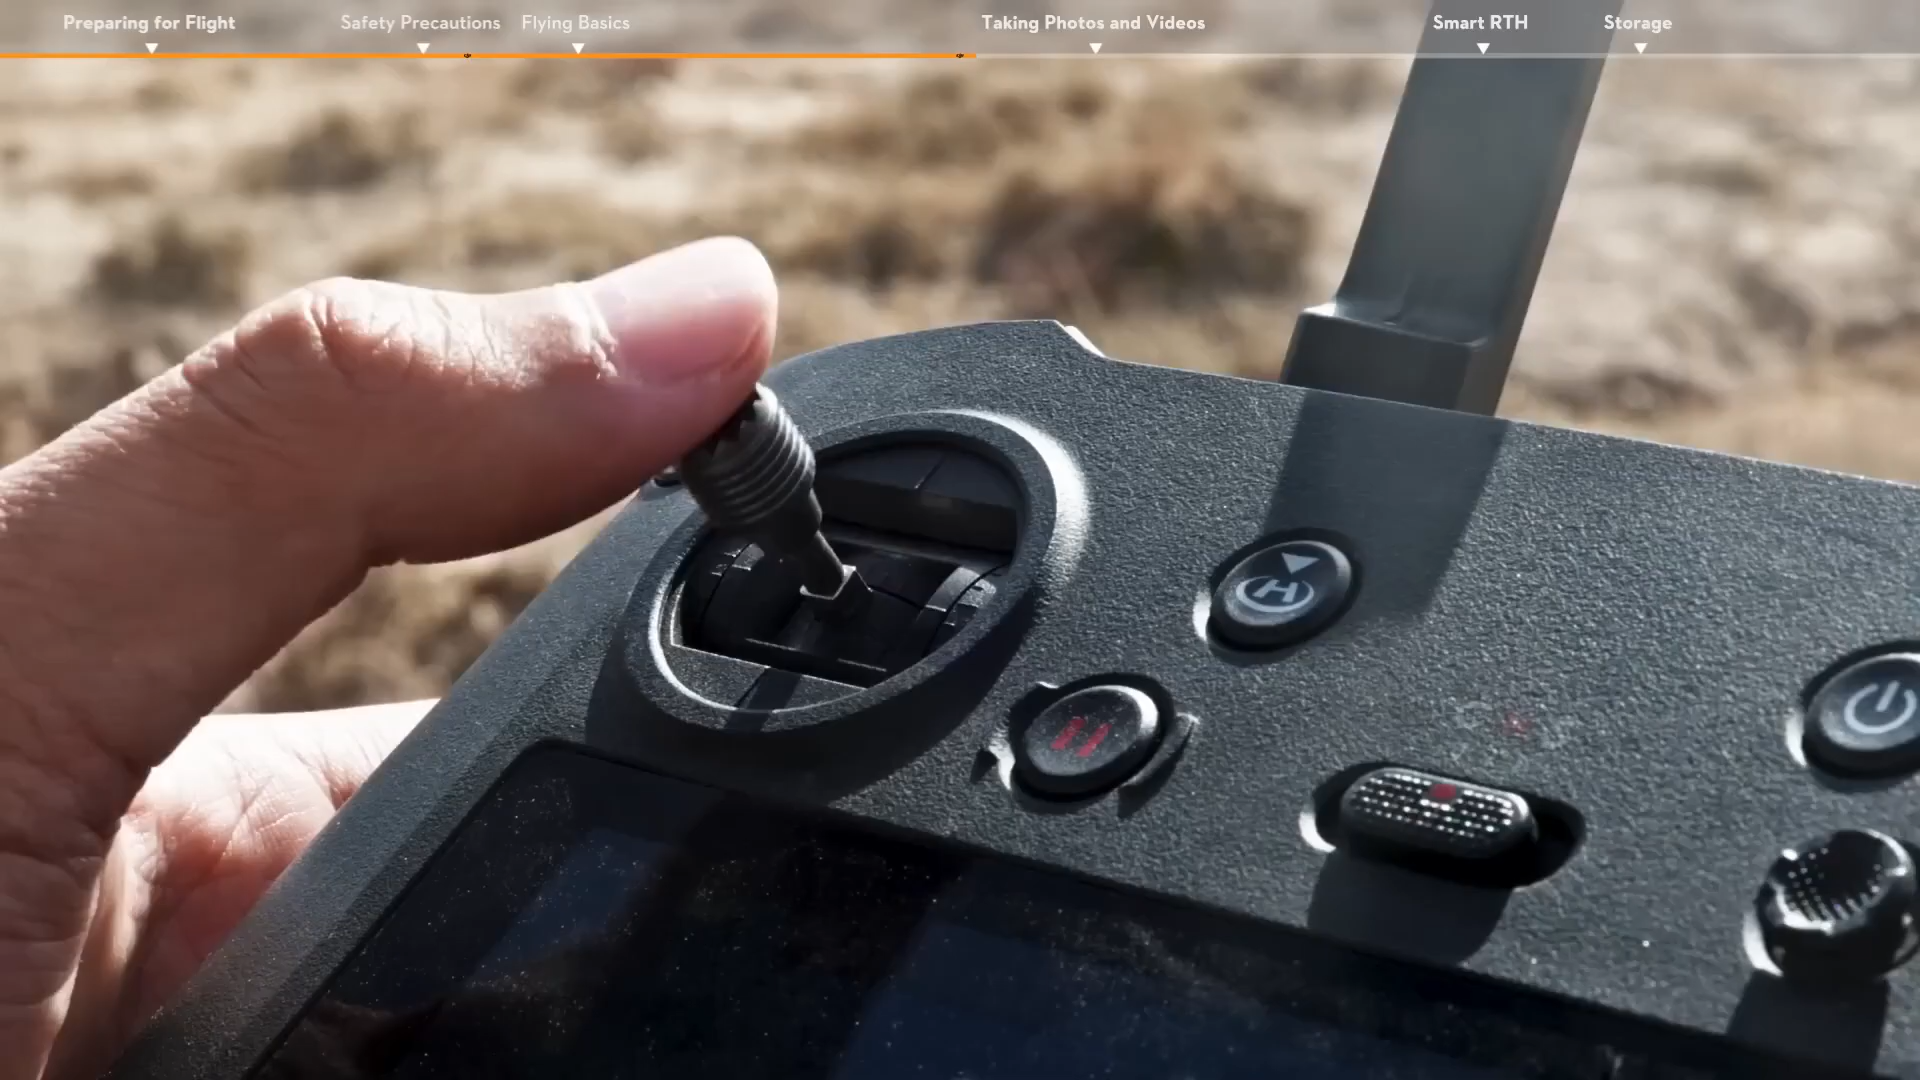 Preparing for Flight
Safety Precautions
Flying Basics
Taking Photos and Videos
Smart RTH
Storage
H